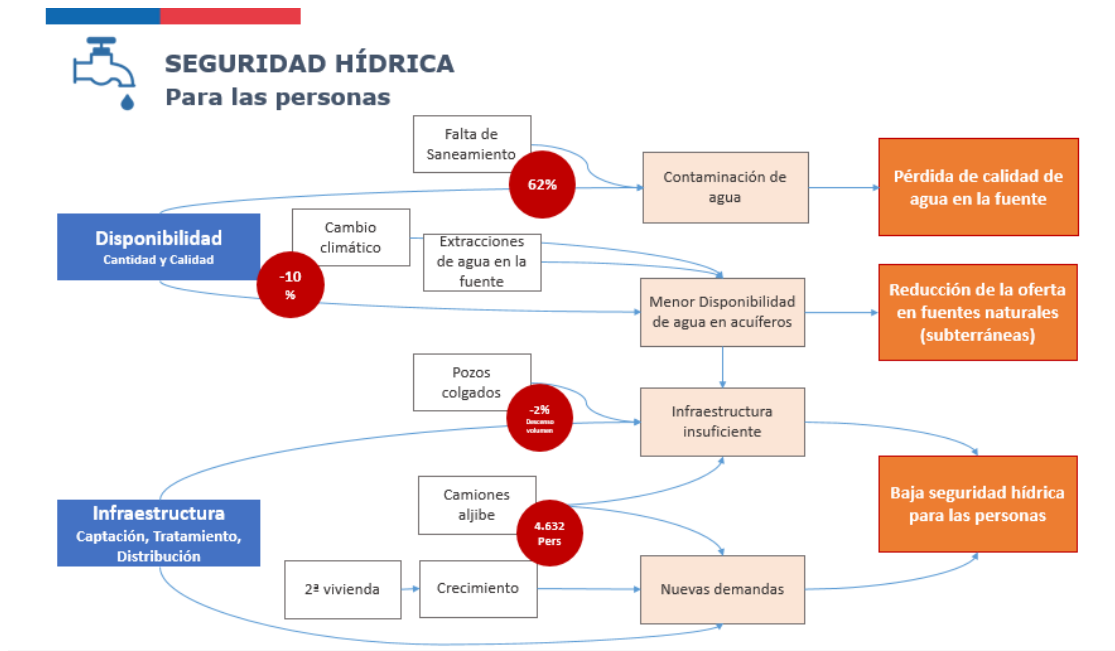 SEGURIDAD HÍDRICA
Para las personas
Falta de
Saneamiento
62%
Contaminación de
agua
Pérdida de calidad de
agua en la fuente
Disponibilidad
Cantidad y Calidad
-10
%
Cambio
climático
Extracciones
de agua en la
fuente
Menor Disponibilidad
de agua en acuíferos
Reducción de la oferta
en fuentes naturales
(subterráneas)
Pozos
colgados
-2%
Descenso
volumen
Infraestructura
insuficiente
Infraestructura
Captación, Tratamiento,
Distribución
Camiones
aljibe
4.632
Pers
Baja seguridad hídrica
para las personas
2ª vivienda
Crecimiento
Nuevas demandas